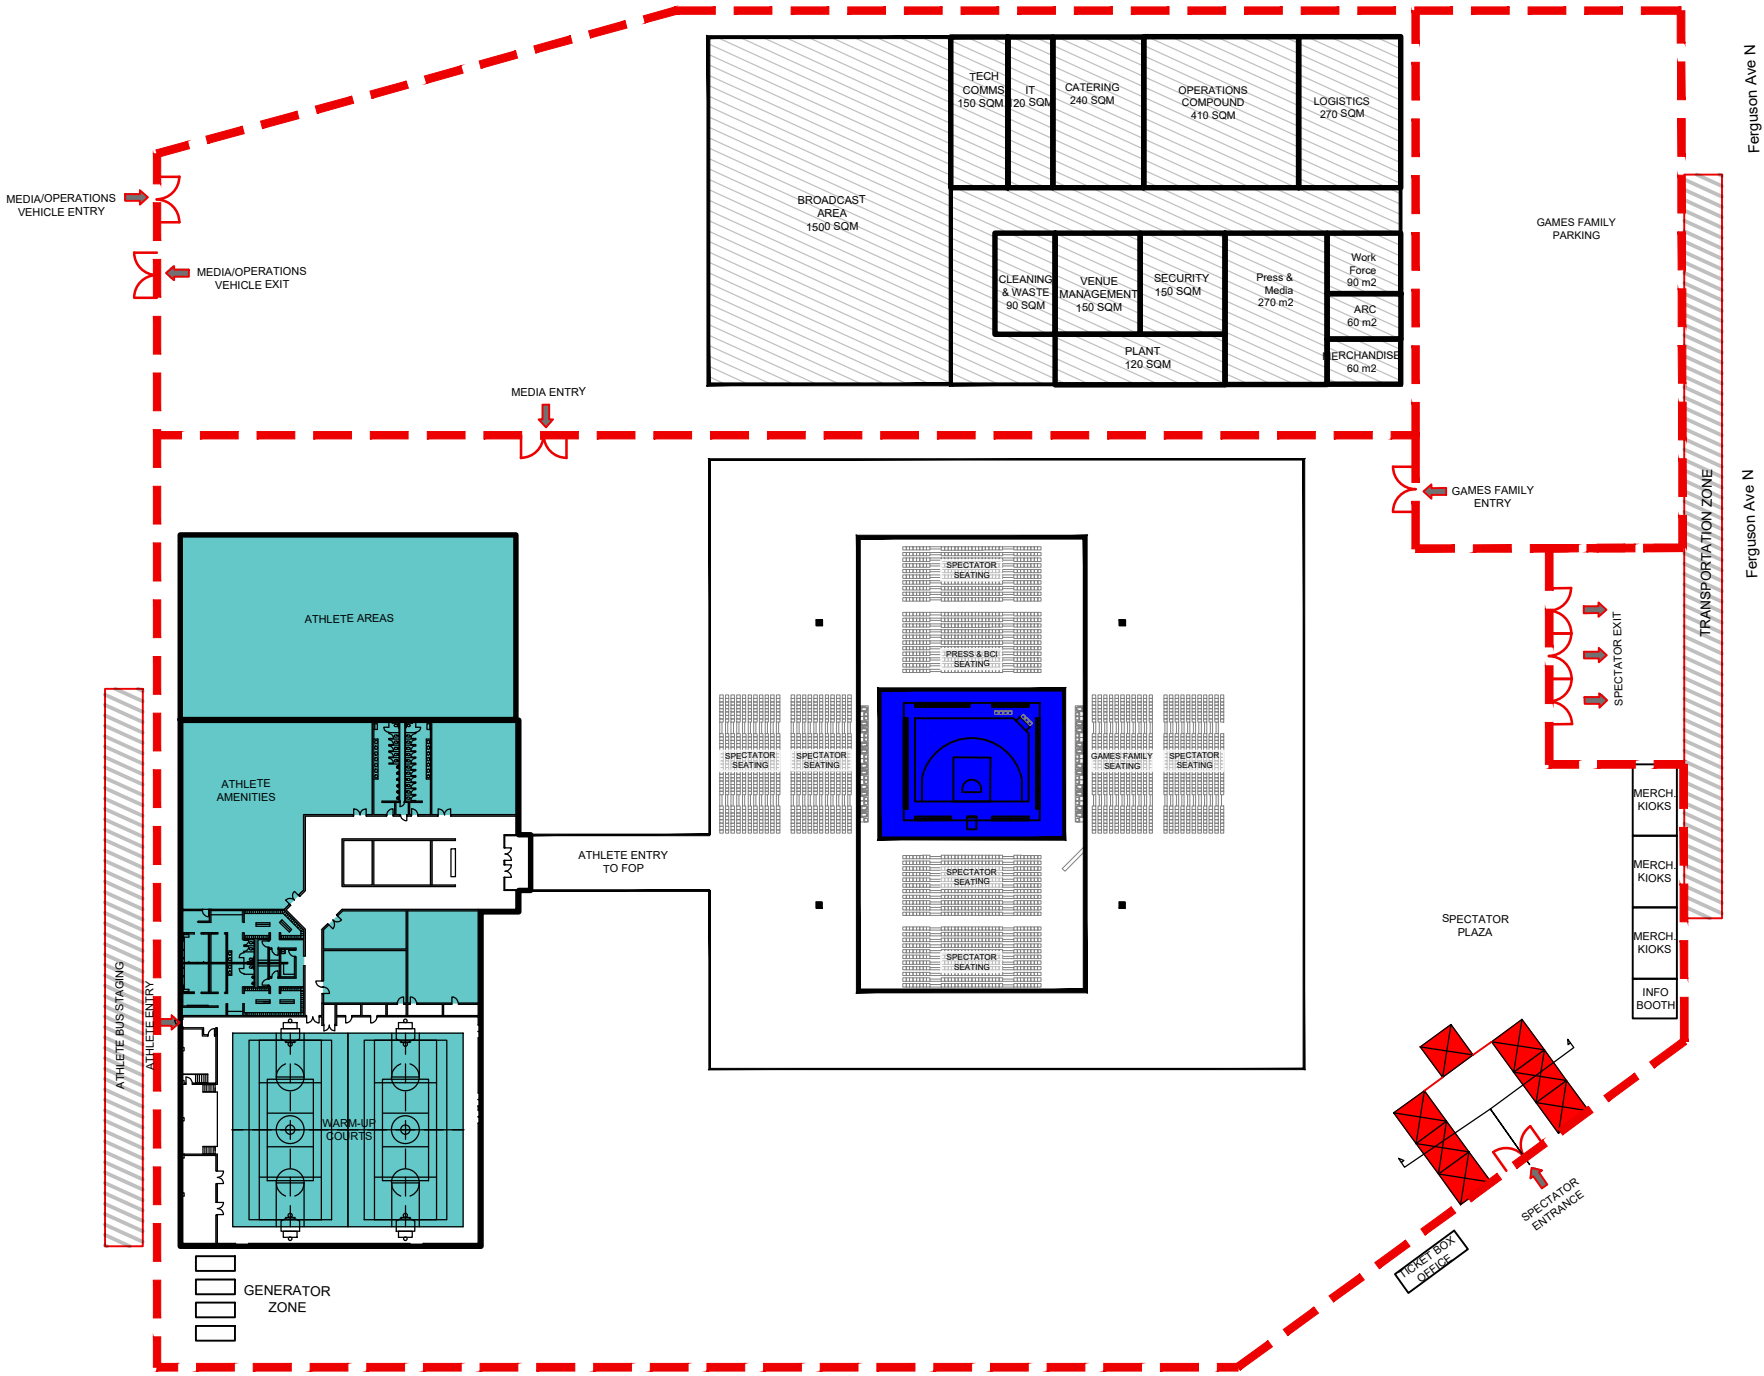 Ferguson Ave N
TECH
COMMS
150 SQM
IT
120 SQM
CATERING
240 SQM
OPERATIONS
COMPOUND
410 SQM
LOGISTICS
270 SQM
MEDIA/OPERATIONS
VEHICLE ENTRY
BROADCAST
AREA
1500 SQM
GAMES FAMILY
PARKING
MEDIA/OPERATIONS
VEHICLE EXIT
CLEANING
& WASTE
90 SQM
VENUE
MANAGEMENT
150 SQM
SECURITY
150 SQM
Press &
Media
270 m2
Work
Force
90 m2
ARC
60 m2
MERCHANDISE
60 m2
PLANT
120 SQM
MEDIA ENTRY
GAMES FAMILY
ENTRY
TRANSPORTATION ZONE
Ferguson Ave N
SPECTATOR
SEATING
ATHLETE AREAS
PRESS & BCI
SEATING
SPECTATOR EXIT
SPECTATOR
SEATING
SPECTATOR
SEATING
GAMES FAMILY
SEATING
SPECTATOR
SEATING
ATHLETE
AMENITIES
MERCH.
KIOKS
ATHLETE ENTRY
TO FOP
SPECTATOR
SEATING
MERCH.
KIOKS
SPECTATOR
PLAZA
MERCH.
KIOKS
SPECTATOR
SEATING
INFO
BOOTH
ATHLETE BUS STAGING
ATHLETE ENTRY
WARM-UP
COURTS
SPECTATOR
ENTRANCE
TICKET BOX
OFFICE
GENERATOR
ZONE